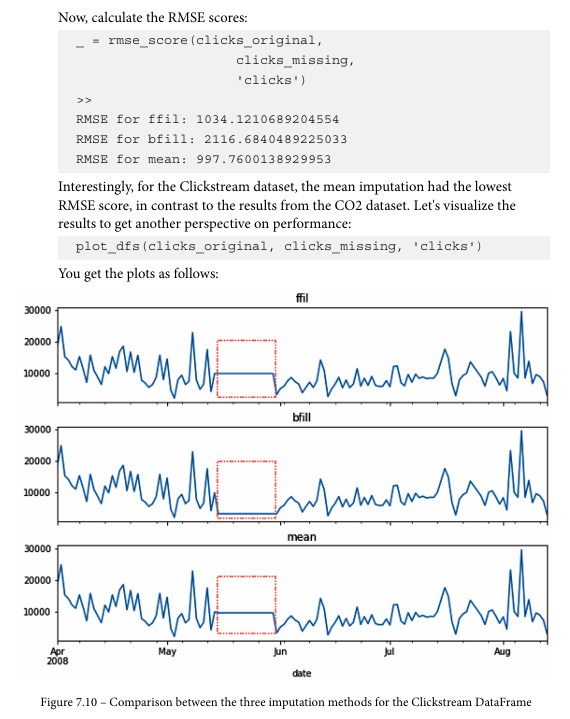 Now, calculate the RMSE scores:
_ = rmse_score(clicks_original,
clicks_missing,
'clicks')
>>
RMSE for ffil: 1034.1210689204554
RMSE for bfill: 2116.6840489225033
RMSE for mean: 997.7600138929953
Interestingly, for the Clickstream dataset, the mean imputation had the lowest
RMSE score, in contrast to the results from the CO2 dataset. Let's visualize the
results to get another perspective on performance:
plot_dfs(clicks_original, clicks_missing, 'clicks')
You get the plots as follows:
ffil
30000
20000
10000
bfill
30000
20000
10000
mean
30000
20000
10000
Apr May Jun Jul Aug
2008
date
Figure 7.10 – Comparison between the three imputation methods for the Clickstream DataFrame